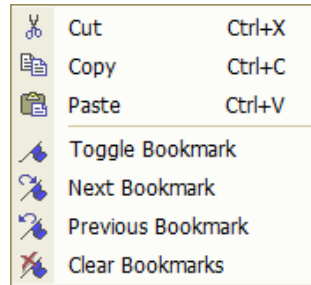 Cut Ctrl+X
Copy Ctrl+C
Paste Ctrl+V
Toggle Bookmark
Next Bookmark
Previous Bookmark
Clear Bookmarks